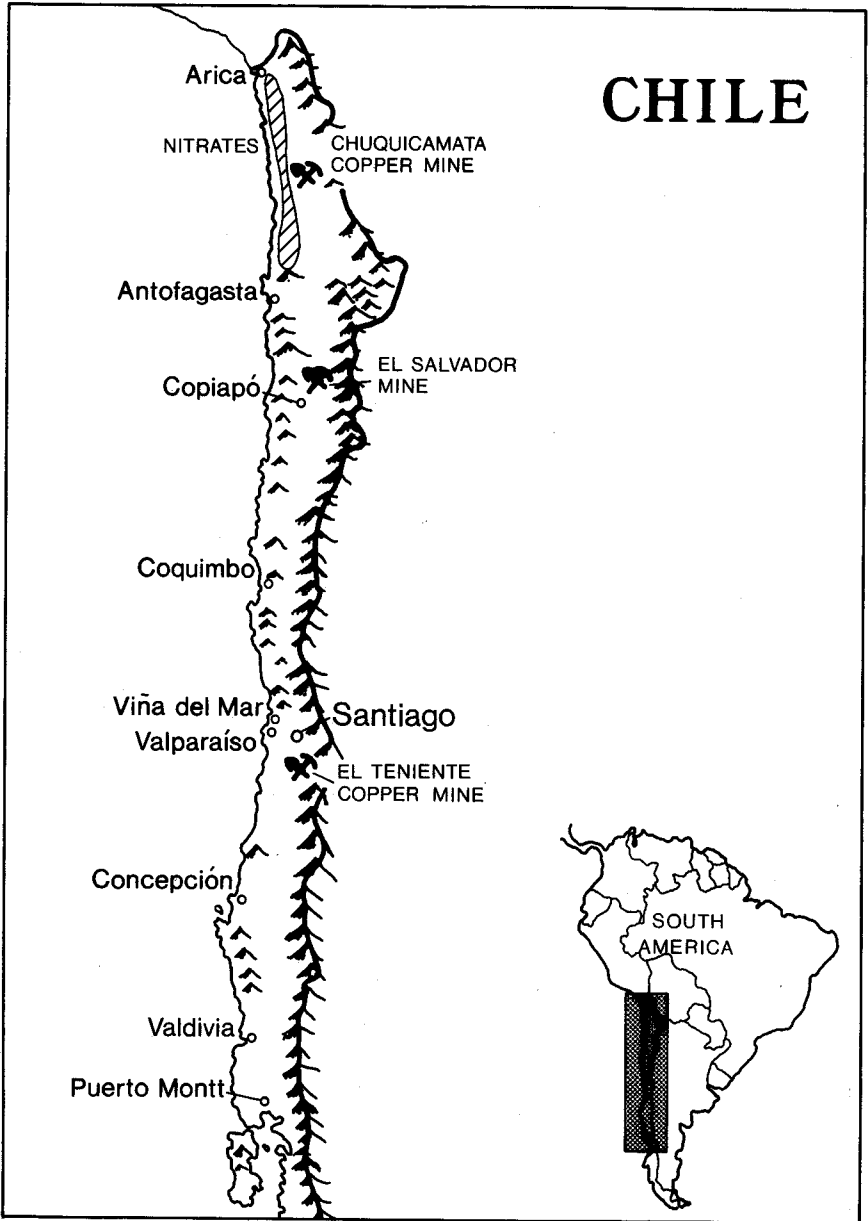 CHILE
Arica
NITRATES
CHUQUICAMATA
COPPER MINE
Antofagasta
EL SALVADOR
MINE
Copiapó
Coquimbo
Viña del Mar
Santiago
Valparaíso
EL TENIENTE
COPPER MINE
Concepción
SOUTH
AMERICA
Valdivia
Puerto Montt